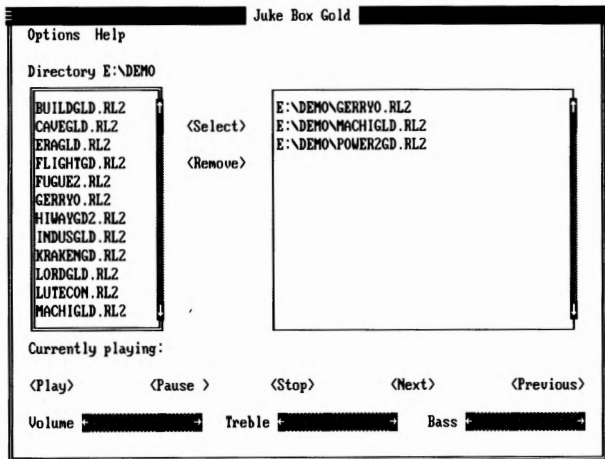 Juke Box Gold
Options Help
Directory E:\DEMO
BUILDGLD.RL2
CAVEGLD.RL2
ERAGLD.RL2
FLIGHTGD.RL2
FUGUE2.RL2
GERRYO.RL2
HIWAYGD2.RL2
INDUSGLD.RL2
KRAKENGD.RL2
LORDGLD.RL2
LUTECON.RL2
MACHIGLD.RL2
<Select>
<Remove>
E:\DEMO\GERRYO.RL2
E:\DEMO\MACHIGLD.RL2
E:\DEMO\POWER2GD.RL2
Currently playing:
<Play> <Pause > <Stop> <Next> <Previous>
Volume Treble Bass